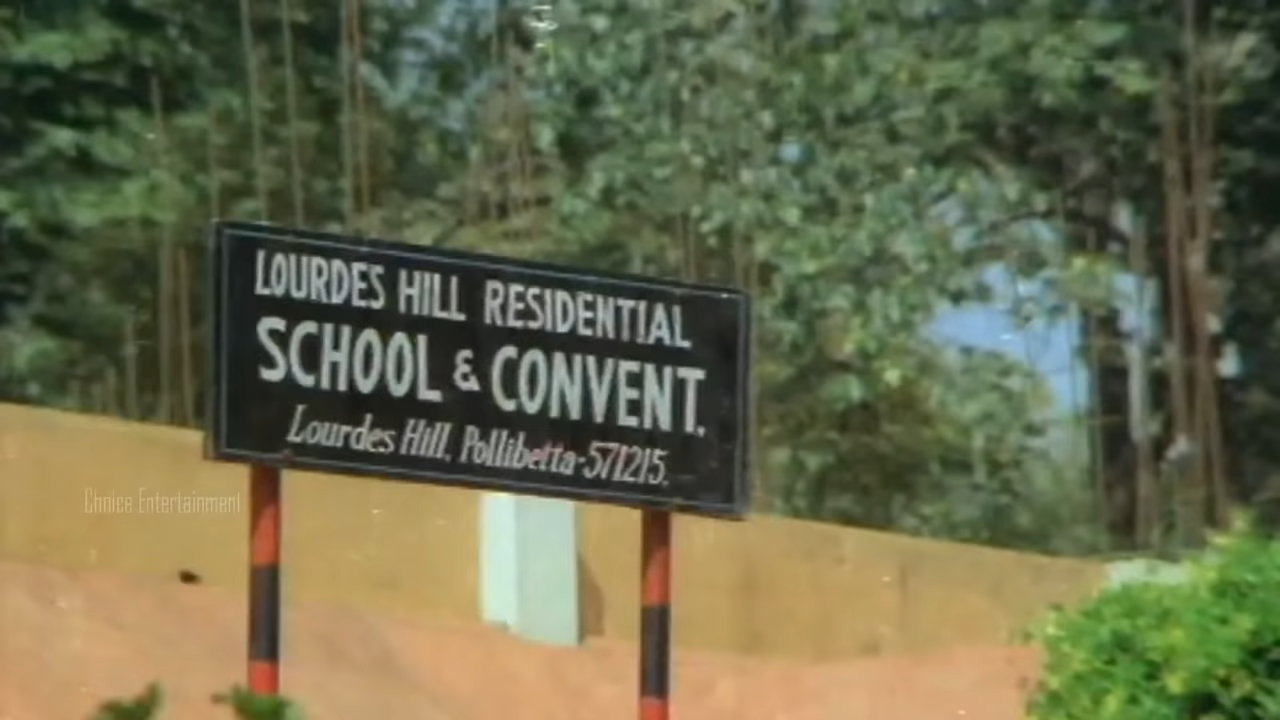 LOURDES HILL RESIDENTIAL
SCHOOL & CONVENT.
Lourdes Hill, Pollibetta-571215.
Choice Entertainment